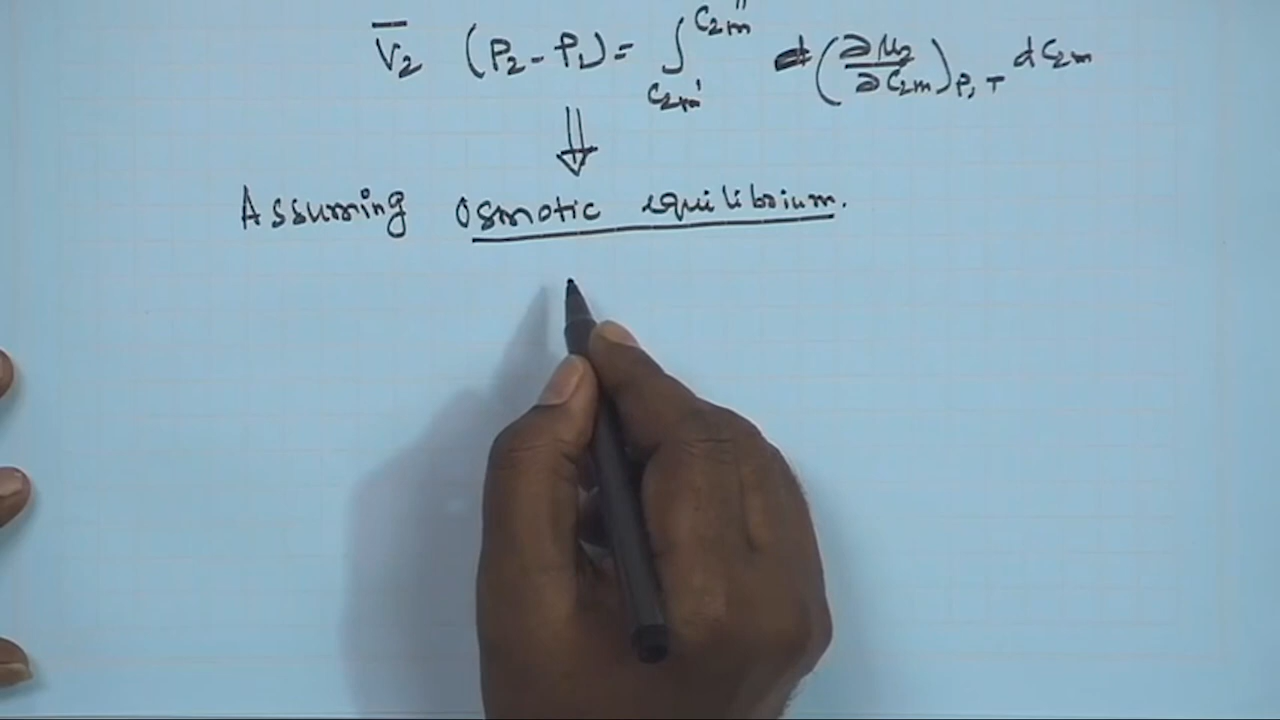 V̄₂ (P₂ - P₁) = ∫_{C₂m'}^{C₂m''} (∂μ₂/∂C₂m)_{P, T} dC₂m
⇓
Assuming osmotic equilibrium.